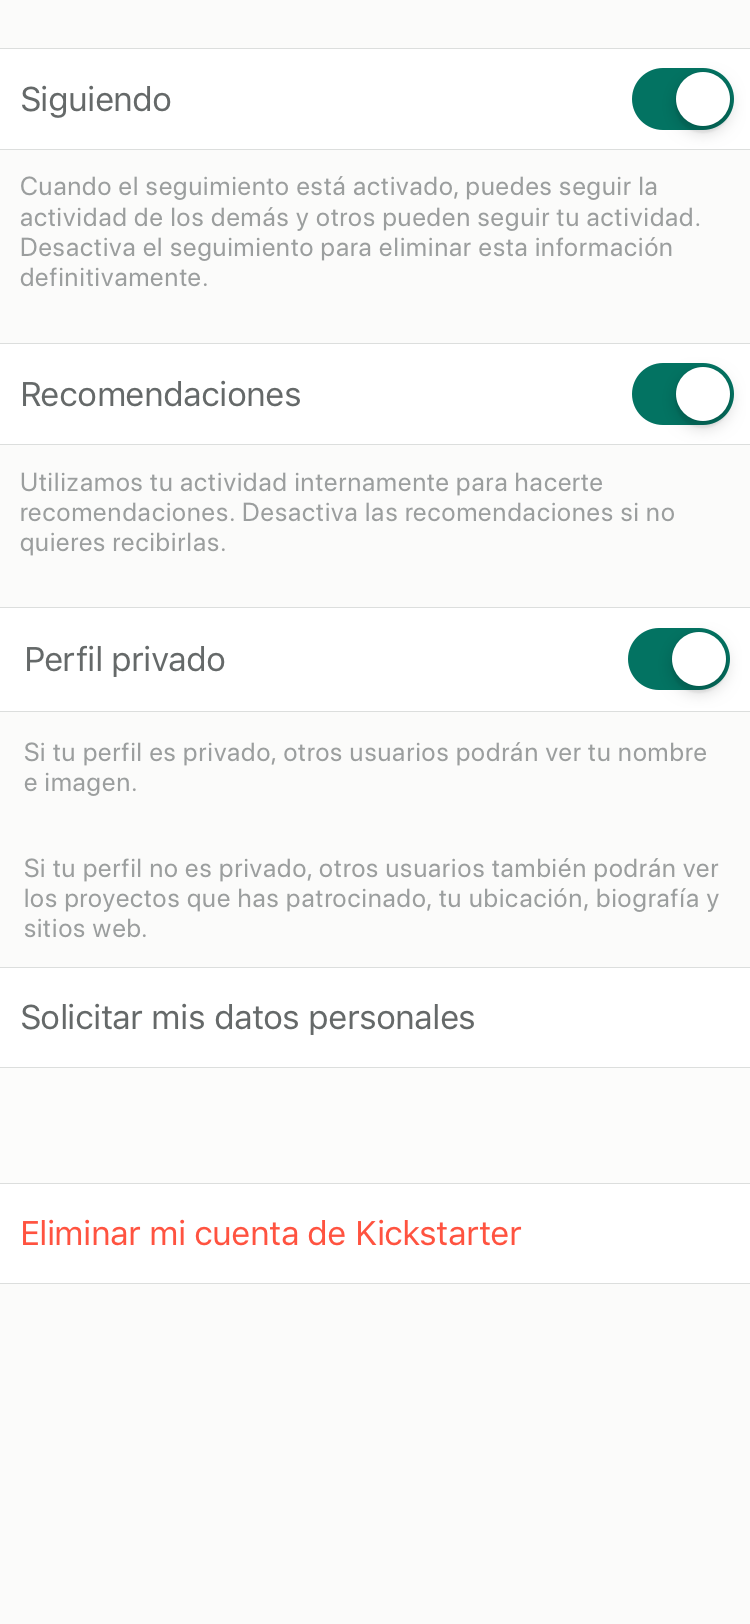 Siguiendo
Cuando el seguimiento está activado, puedes seguir la
actividad de los demás y otros pueden seguir tu actividad.
Desactiva el seguimiento para eliminar esta información
definitivamente.
Recomendaciones
Utilizamos tu actividad internamente para hacerte
recomendaciones. Desactiva las recomendaciones si no
quieres recibirlas.
Perfil privado
Si tu perfil es privado, otros usuarios podrán ver tu nombre
e imagen.
Si tu perfil no es privado, otros usuarios también podrán ver
los proyectos que has patrocinado, tu ubicación, biografía y
sitios web.
Solicitar mis datos personales
Eliminar mi cuenta de Kickstarter